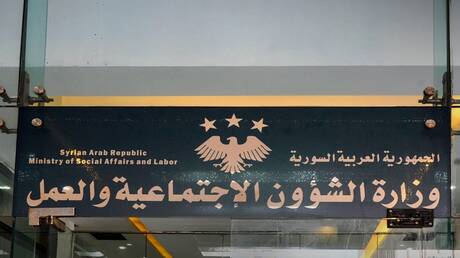 Syrian Arab Republic
Ministry of Social Affairs and Labor
الجمهورية العربية السورية
وزارة الشؤون الاجتماعية والعمل